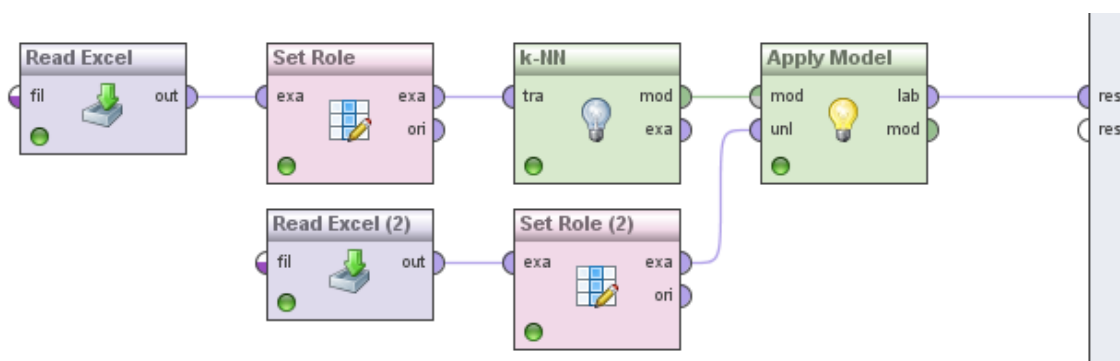 Read Excel
fil out
Set Role
exa exa
ori
k-NN
tra mod
exa
Apply Model
mod lab
unl mod
res
res
Read Excel (2)
fil out
Set Role (2)
exa exa
ori